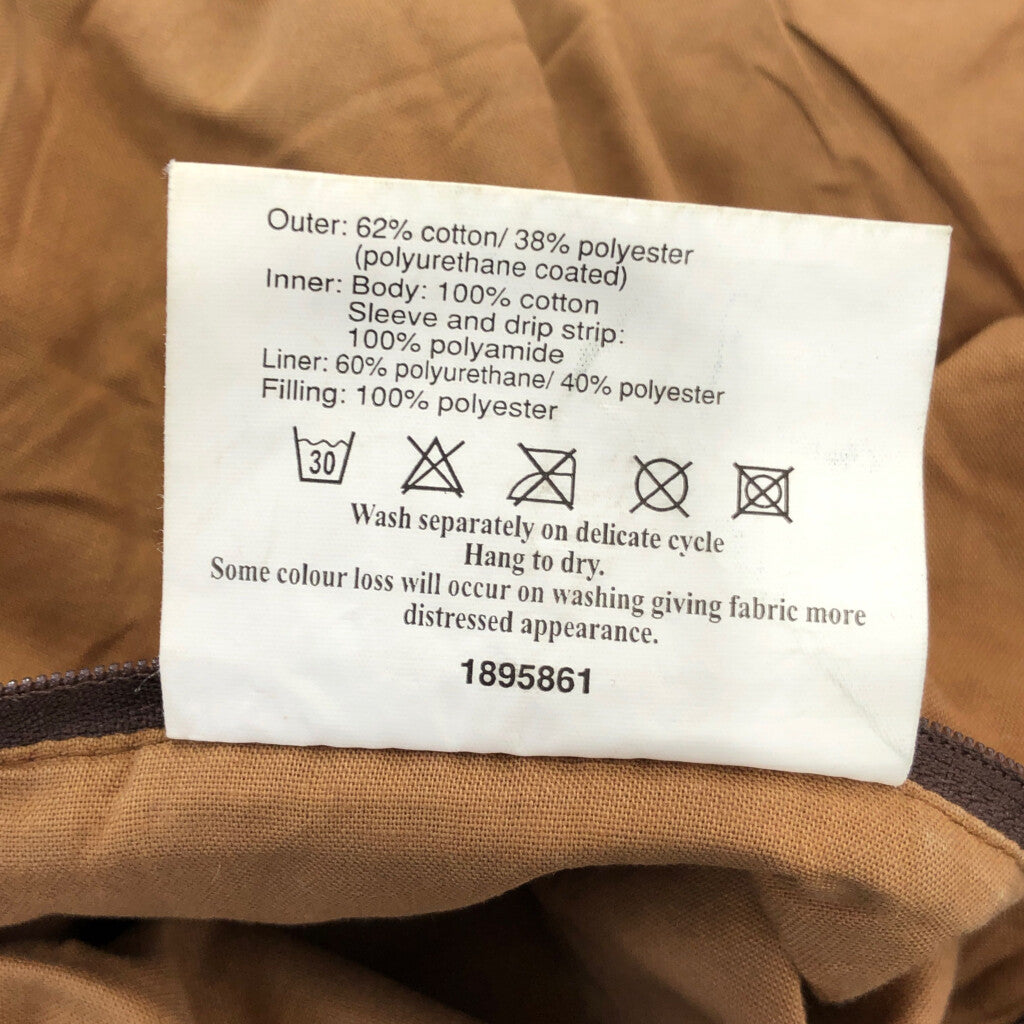 Outer: 62% cotton/ 38% polyester
(polyurethane coated)
Inner: Body: 100% cotton
Sleeve and drip strip:
100% polyamide
Liner: 60% polyurethane/ 40% polyester
Filling: 100% polyester
30
Wash separately on delicate cycle
Hang to dry.
Some colour loss will occur on washing giving fabric more
distressed appearance.
1895861